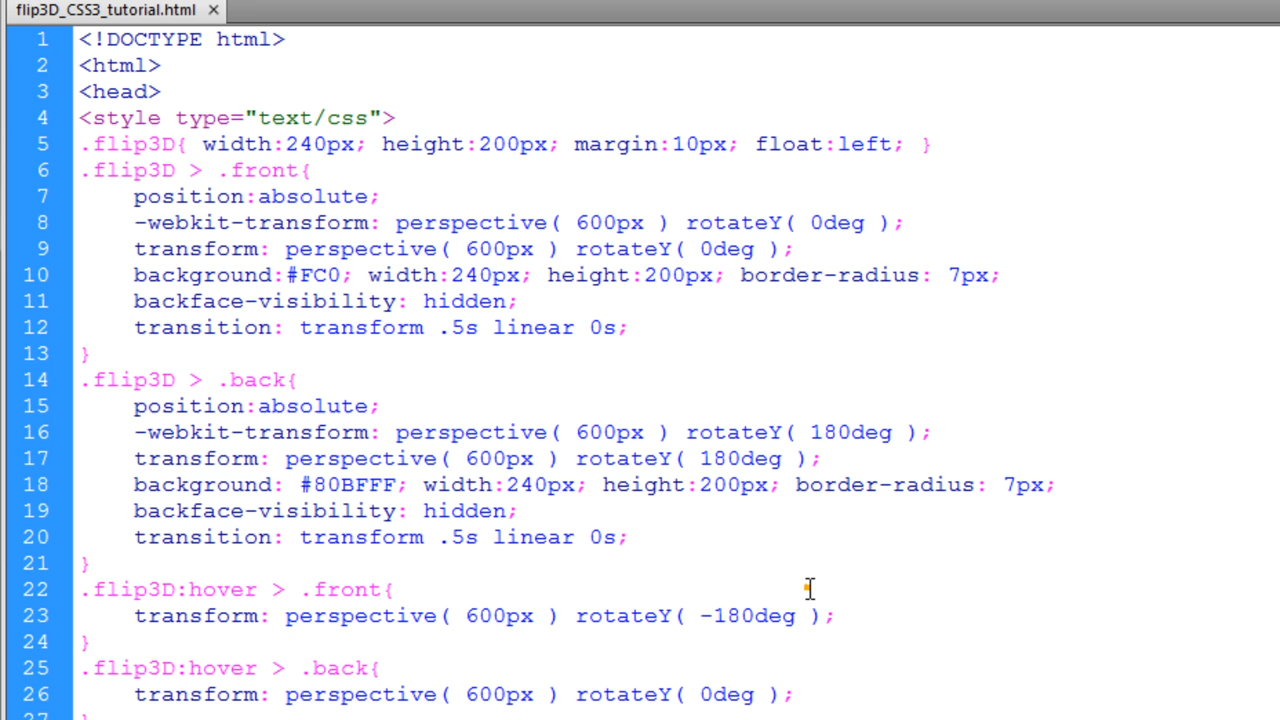 flip3D_CSS3_tutorial.html ×
1 <!DOCTYPE html>
2 <html>
3 <head>
4 <style type="text/css">
5 .flip3D{ width:240px; height:200px; margin:10px; float:left; }
6 .flip3D > .front{
7 position:absolute;
8 -webkit-transform: perspective( 600px ) rotateY( 0deg );
9 transform: perspective( 600px ) rotateY( 0deg );
10 background:#FC0; width:240px; height:200px; border-radius: 7px;
11 backface-visibility: hidden;
12 transition: transform .5s linear 0s;
13 }
14 .flip3D > .back{
15 position:absolute;
16 -webkit-transform: perspective( 600px ) rotateY( 180deg );
17 transform: perspective( 600px ) rotateY( 180deg );
18 background: #80BFFF; width:240px; height:200px; border-radius: 7px;
19 backface-visibility: hidden;
20 transition: transform .5s linear 0s;
21 }
22 .flip3D:hover > .front{
23 transform: perspective( 600px ) rotateY( -180deg );
24 }
25 .flip3D:hover > .back{
26 transform: perspective( 600px ) rotateY( 0deg );
27 }